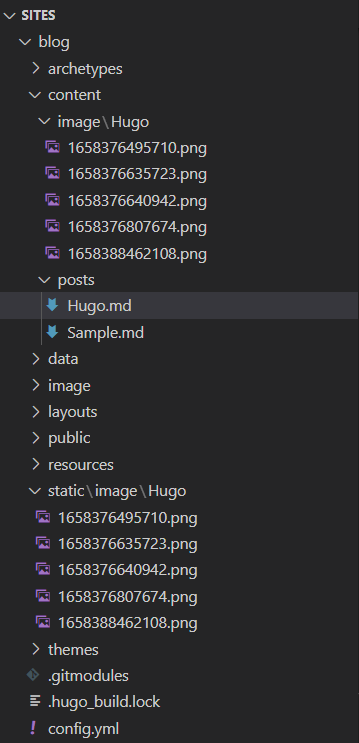 SITES
blog
archetypes
content
image\Hugo
1658376495710.png
1658376635723.png
1658376640942.png
1658376807674.png
1658388462108.png
posts
Hugo.md
Sample.md
data
image
layouts
public
resources
static\image\Hugo
1658376495710.png
1658376635723.png
1658376640942.png
1658376807674.png
1658388462108.png
themes
.gitmodules
.hugo_build.lock
! config.yml